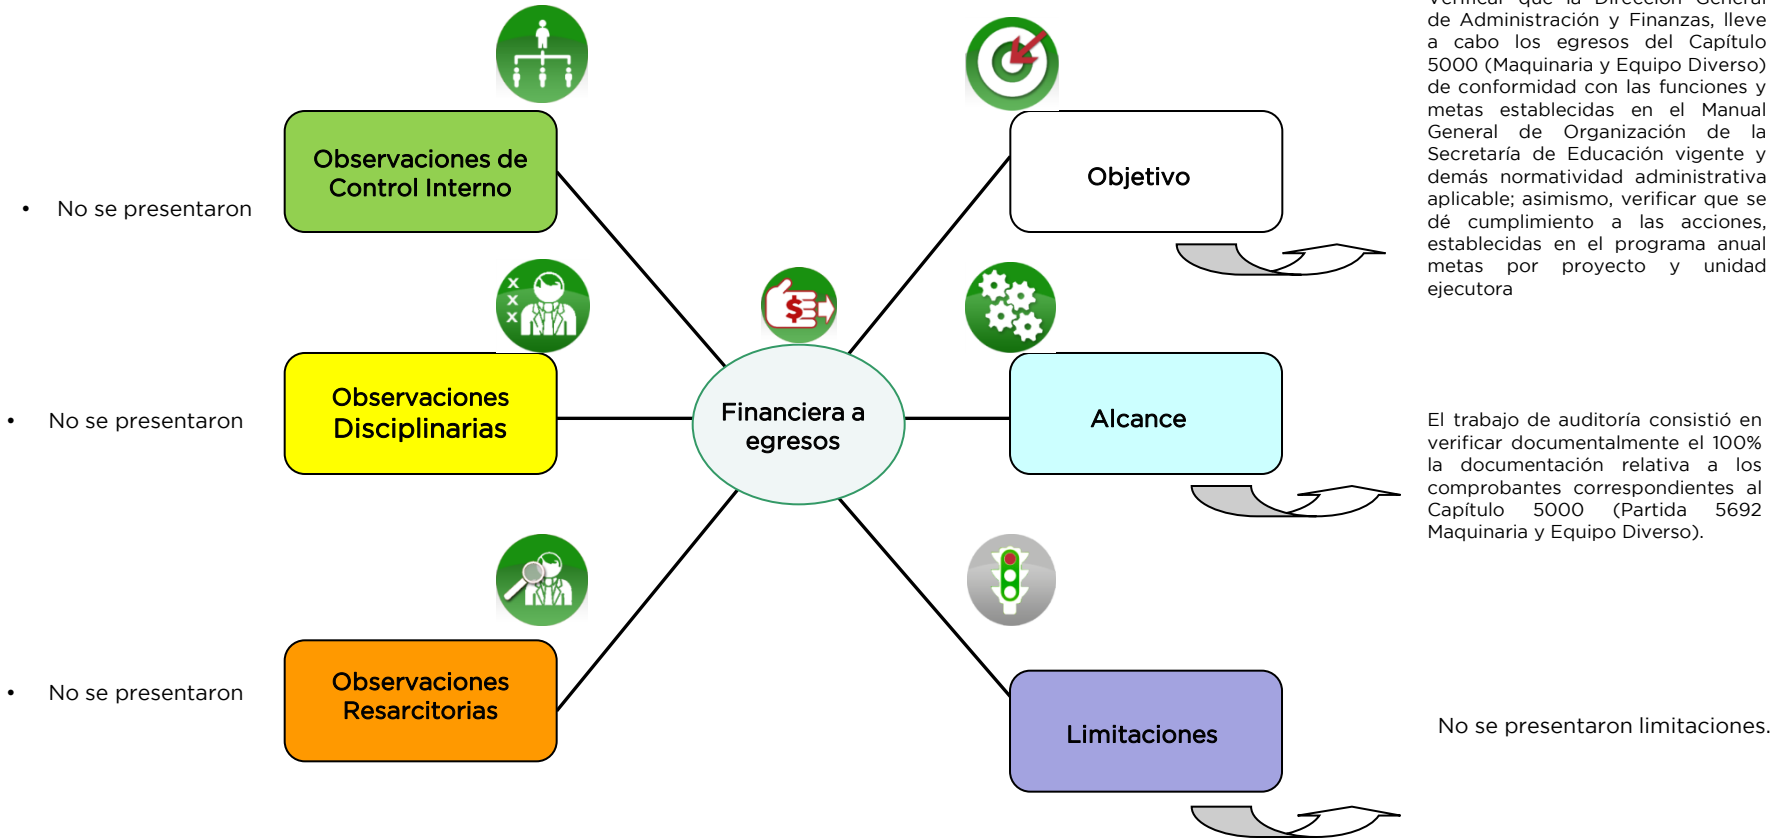 Observaciones de
Control Interno
• No se presentaron
Observaciones
Disciplinarias
• No se presentaron
Observaciones
Resarcitorias
• No se presentaron
$
Financiera a
egresos
x
x
x
Objetivo
Verificar que la Dirección General
de Administración y Finanzas, lleve
a cabo los egresos del Capítulo
5000 (Maquinaria y Equipo Diverso)
de conformidad con las funciones y
metas establecidas en el Manual
General de Organización de la
Secretaría de Educación vigente y
demás normatividad administrativa
aplicable; asimismo, verificar que se
dé cumplimiento a las acciones,
establecidas en el programa anual
metas por proyecto y unidad
ejecutora
Alcance
El trabajo de auditoría consistió en
verificar documentalmente el 100%
la documentación relativa a los
comprobantes correspondientes al
Capítulo 5000 (Partida 5692
Maquinaria y Equipo Diverso).
Limitaciones
No se presentaron limitaciones.